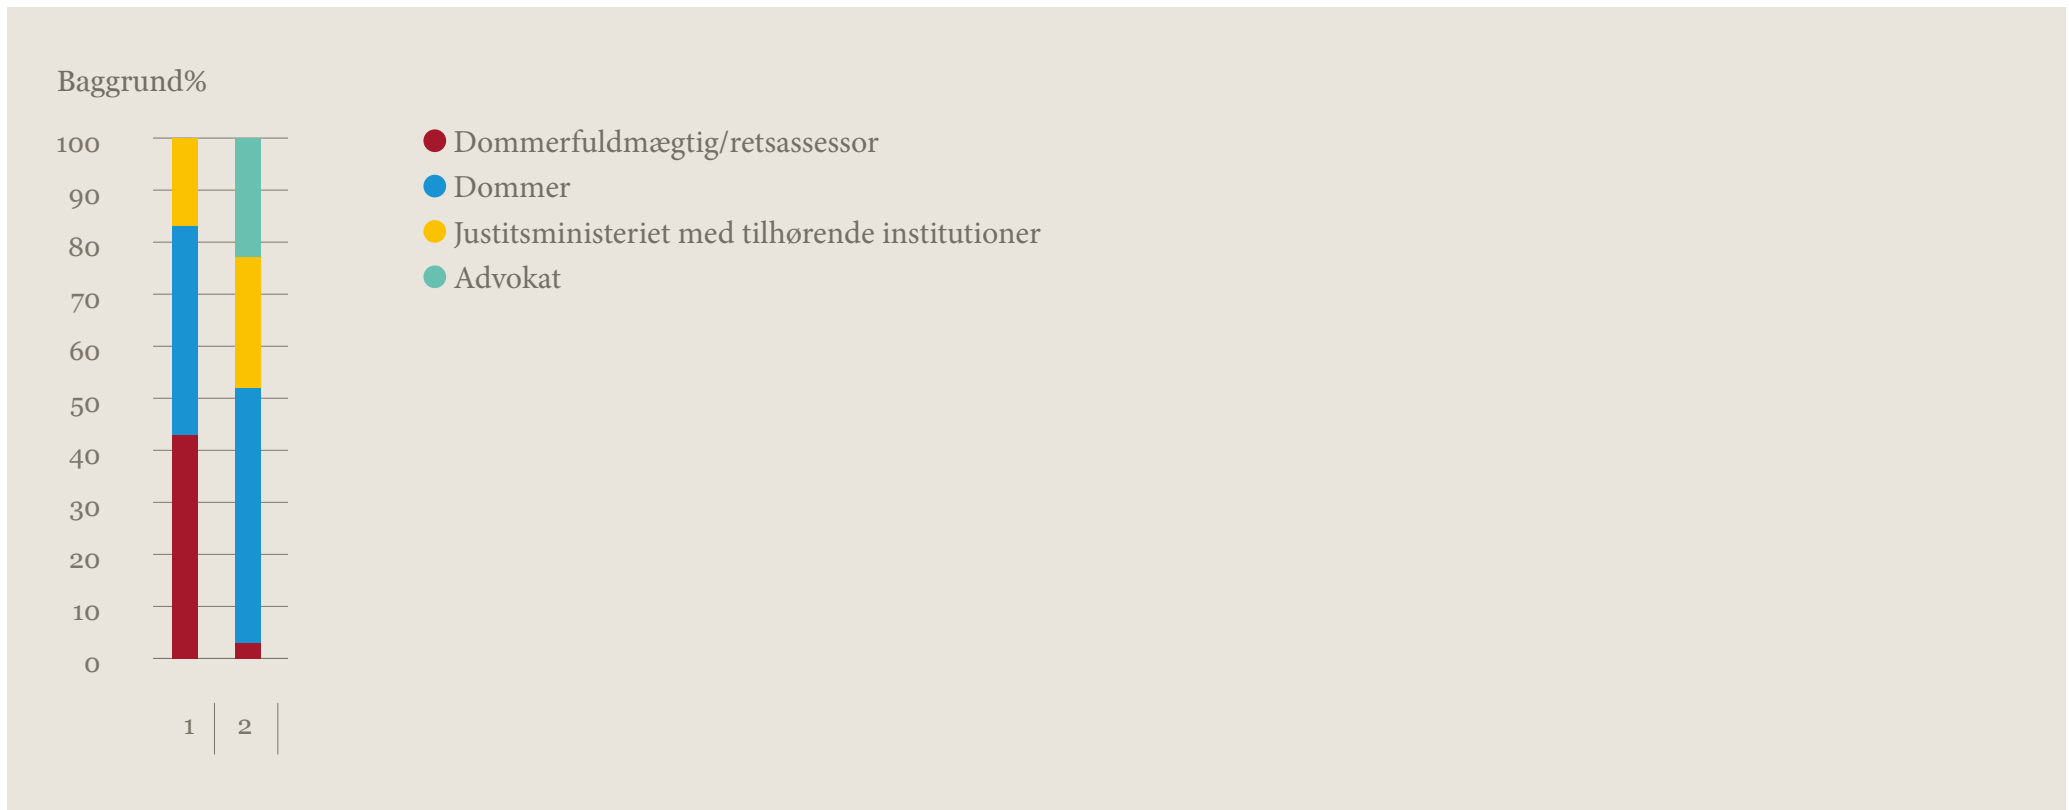 Baggrund%
100
90
80
70
60
50
40
30
20
10
0
1 2
Dommerfuldmægtig/retsassessor
Dommer
Justitsministeriet med tilhørende institutioner
Advokat